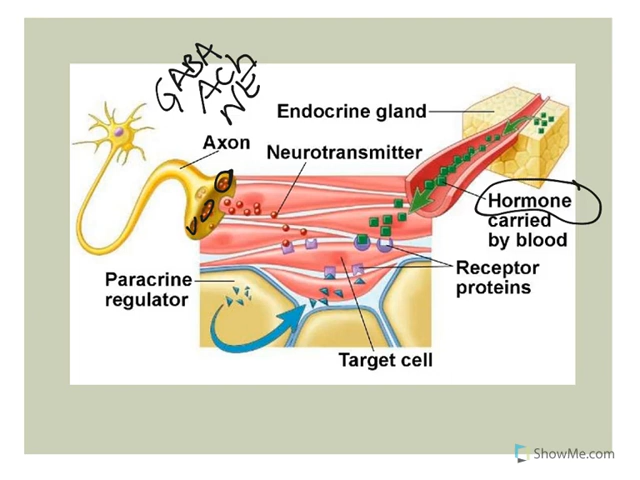 GABA
ACh
NE
Endocrine gland
Axon
Neurotransmitter
Hormone
carried
by blood
Receptor
proteins
Paracrine
regulator
Target cell
ShowMe.com